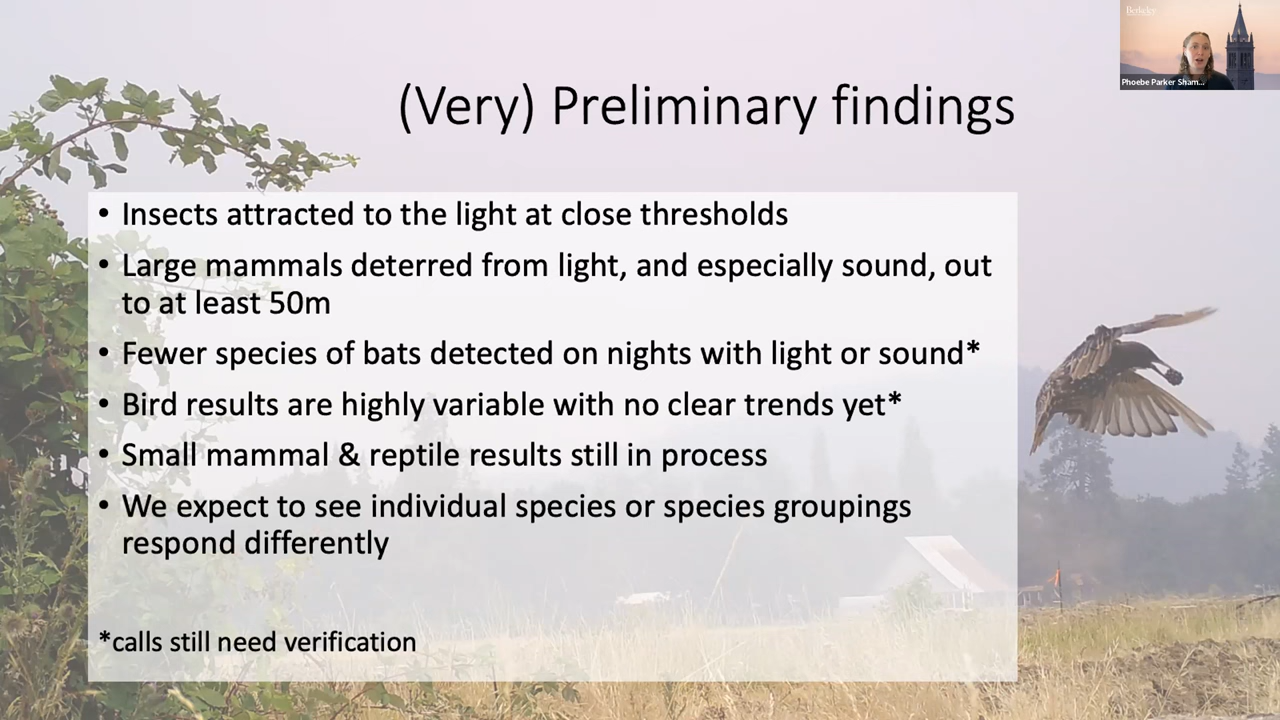 Berkeley
Phoebe Parker Sham...
(Very) Preliminary findings
• Insects attracted to the light at close thresholds
• Large mammals deterred from light, and especially sound, out
to at least 50m
• Fewer species of bats detected on nights with light or sound*
• Bird results are highly variable with no clear trends yet*
• Small mammal & reptile results still in process
• We expect to see individual species or species groupings
respond differently
*calls still need verification